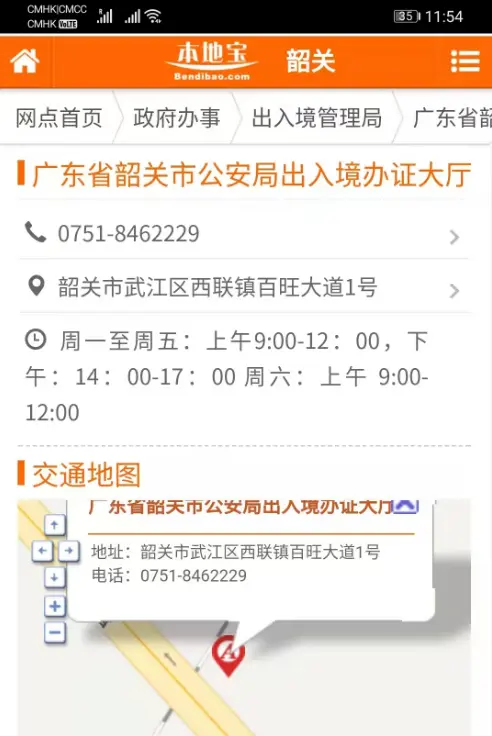 CMHK|CMCC
CMHK VoLTE
35 11:54
本地宝
Bendibao.com
韶关
网点首页 政府办事 出入境管理局 广东省韶
广东省韶关市公安局出入境办证大厅
0751-8462229
韶关市武江区西联镇百旺大道1号
周一至周五：上午9:00-12：00，下
午：14：00-17：00 周六：上午 9:00-
12:00
交通地图
广东省韶关市公安局出入境办证大厅
地址：韶关市武江区西联镇百旺大道1号
电话：0751-8462229
A